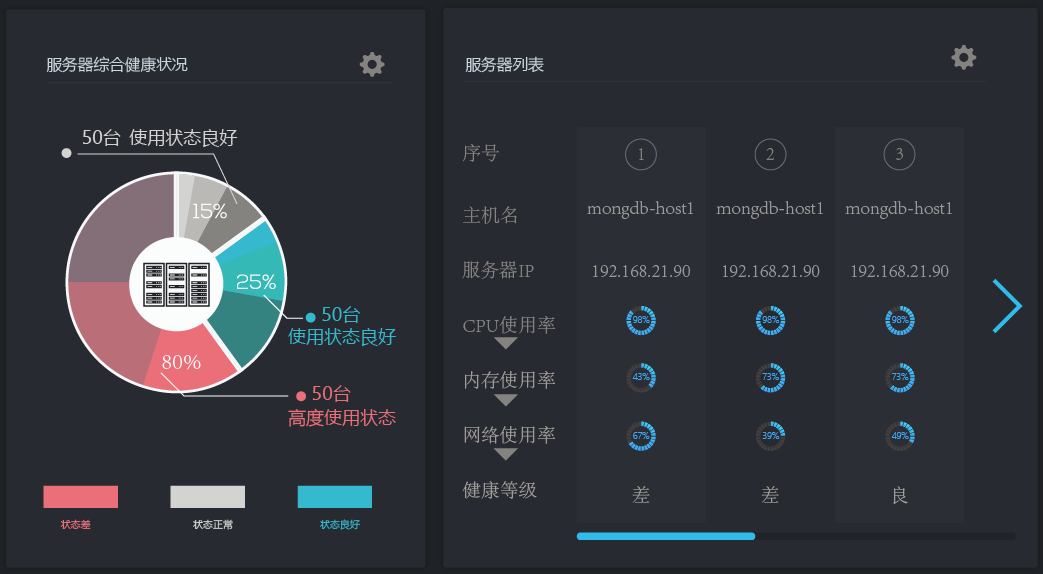 服务器综合健康状况
50台 使用状态良好
15%
25%
50台
使用状态良好
80%
50台
高度使用状态
状态差 状态正常 状态良好
服务器列表
序号 1 2 3
主机名 mongdb-host1 mongdb-host1 mongdb-host1
服务器IP 192.168.21.90 192.168.21.90 192.168.21.90
CPU使用率 98% 98% 98%
内存使用率 43% 73% 73%
网络使用率 67% 39% 49%
健康等级 差 差 良